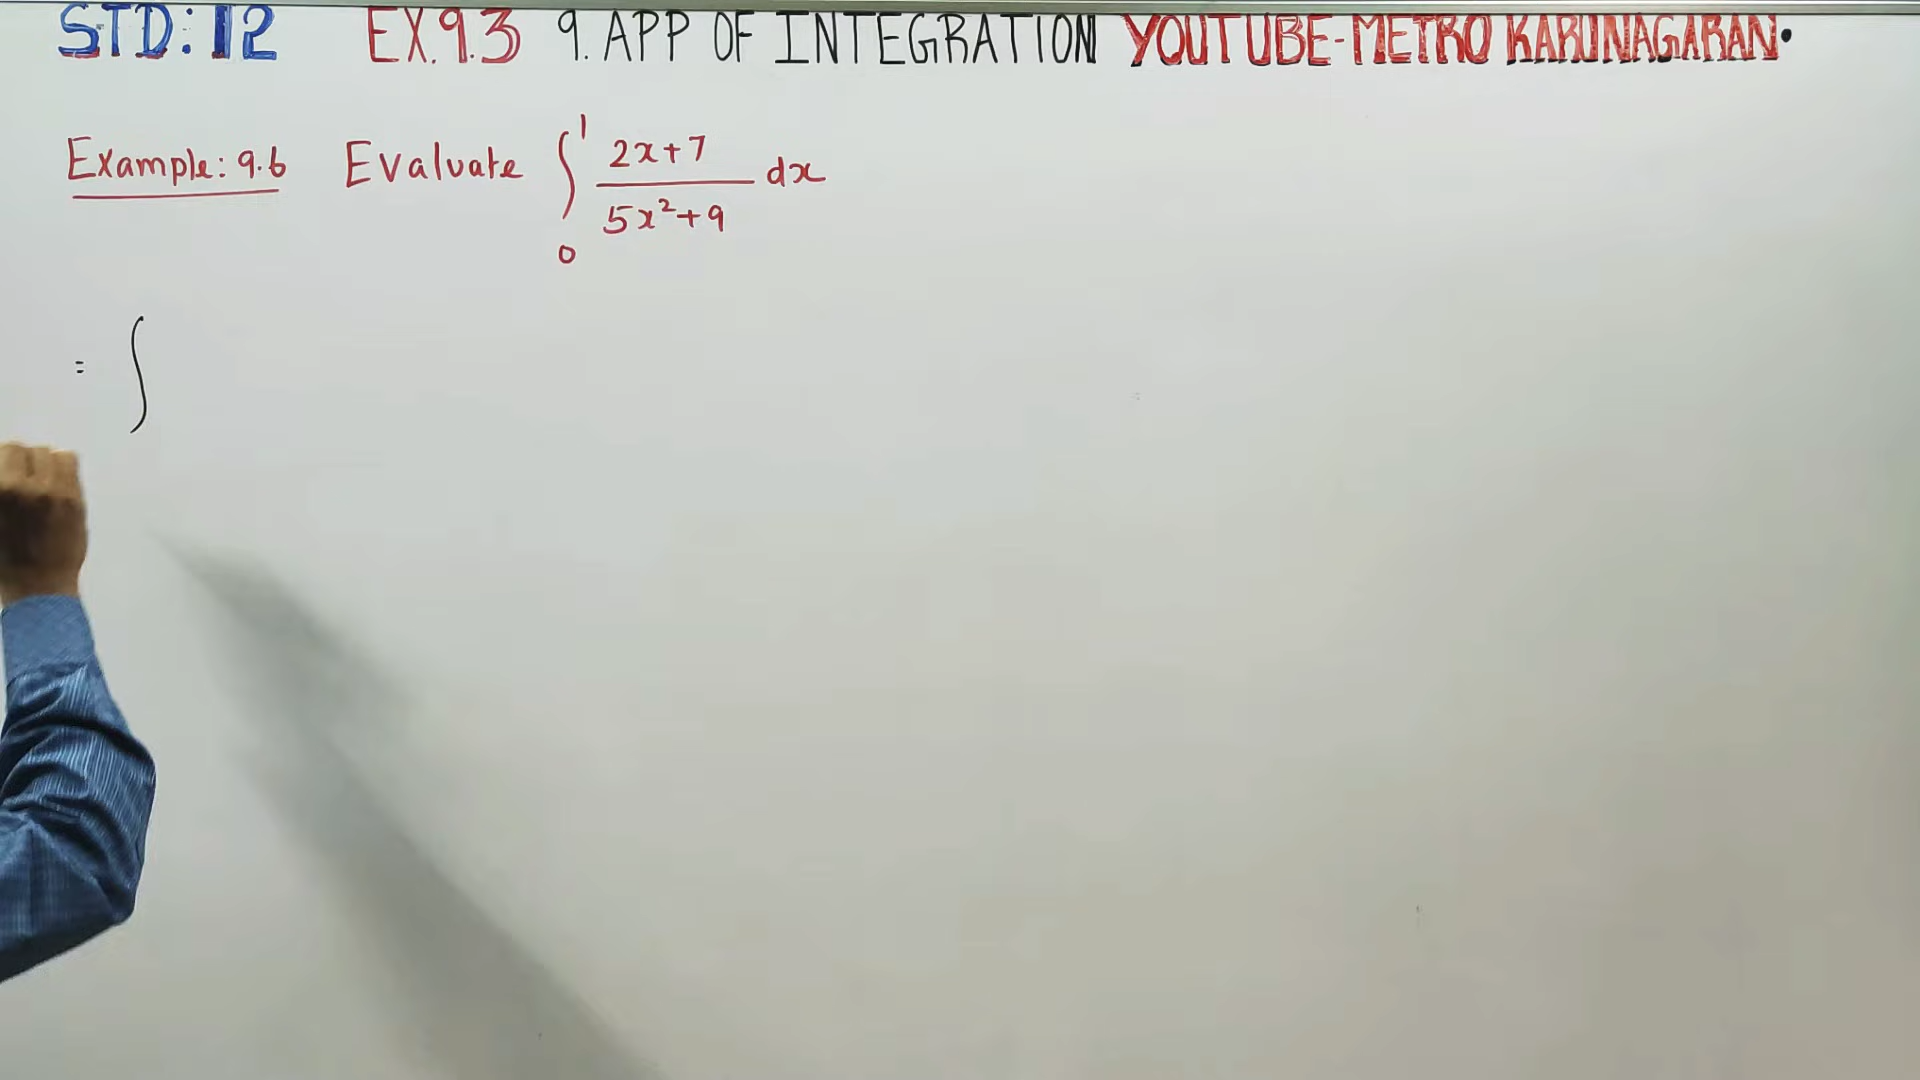 STD: 12 EX.9.3 9. APP OF INTEGRATION YOUTUBE-METRO KARUNAGARAN.
Example: 9.6 Evaluate ∫₀¹ (2x+7)/(5x²+9) dx
= ∫